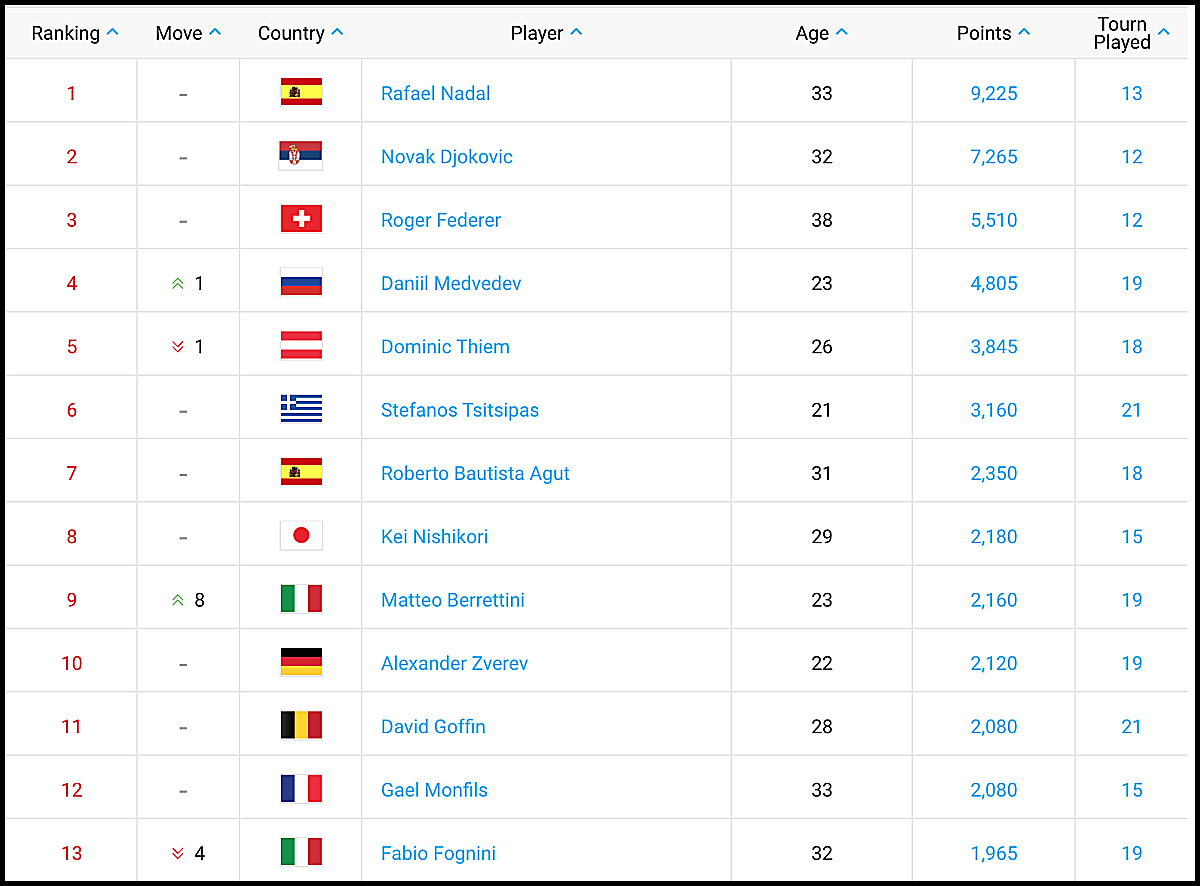 Ranking Move Country Player Age Points Tourn Played
1 - Rafael Nadal 33 9,225 13
2 - Novak Djokovic 32 7,265 12
3 - Roger Federer 38 5,510 12
4 1 Daniil Medvedev 23 4,805 19
5 1 Dominic Thiem 26 3,845 18
6 - Stefanos Tsitsipas 21 3,160 21
7 - Roberto Bautista Agut 31 2,350 18
8 - Kei Nishikori 29 2,180 15
9 8 Matteo Berrettini 23 2,160 19
10 - Alexander Zverev 22 2,120 19
11 - David Goffin 28 2,080 21
12 - Gael Monfils 33 2,080 15
13 4 Fabio Fognini 32 1,965 19